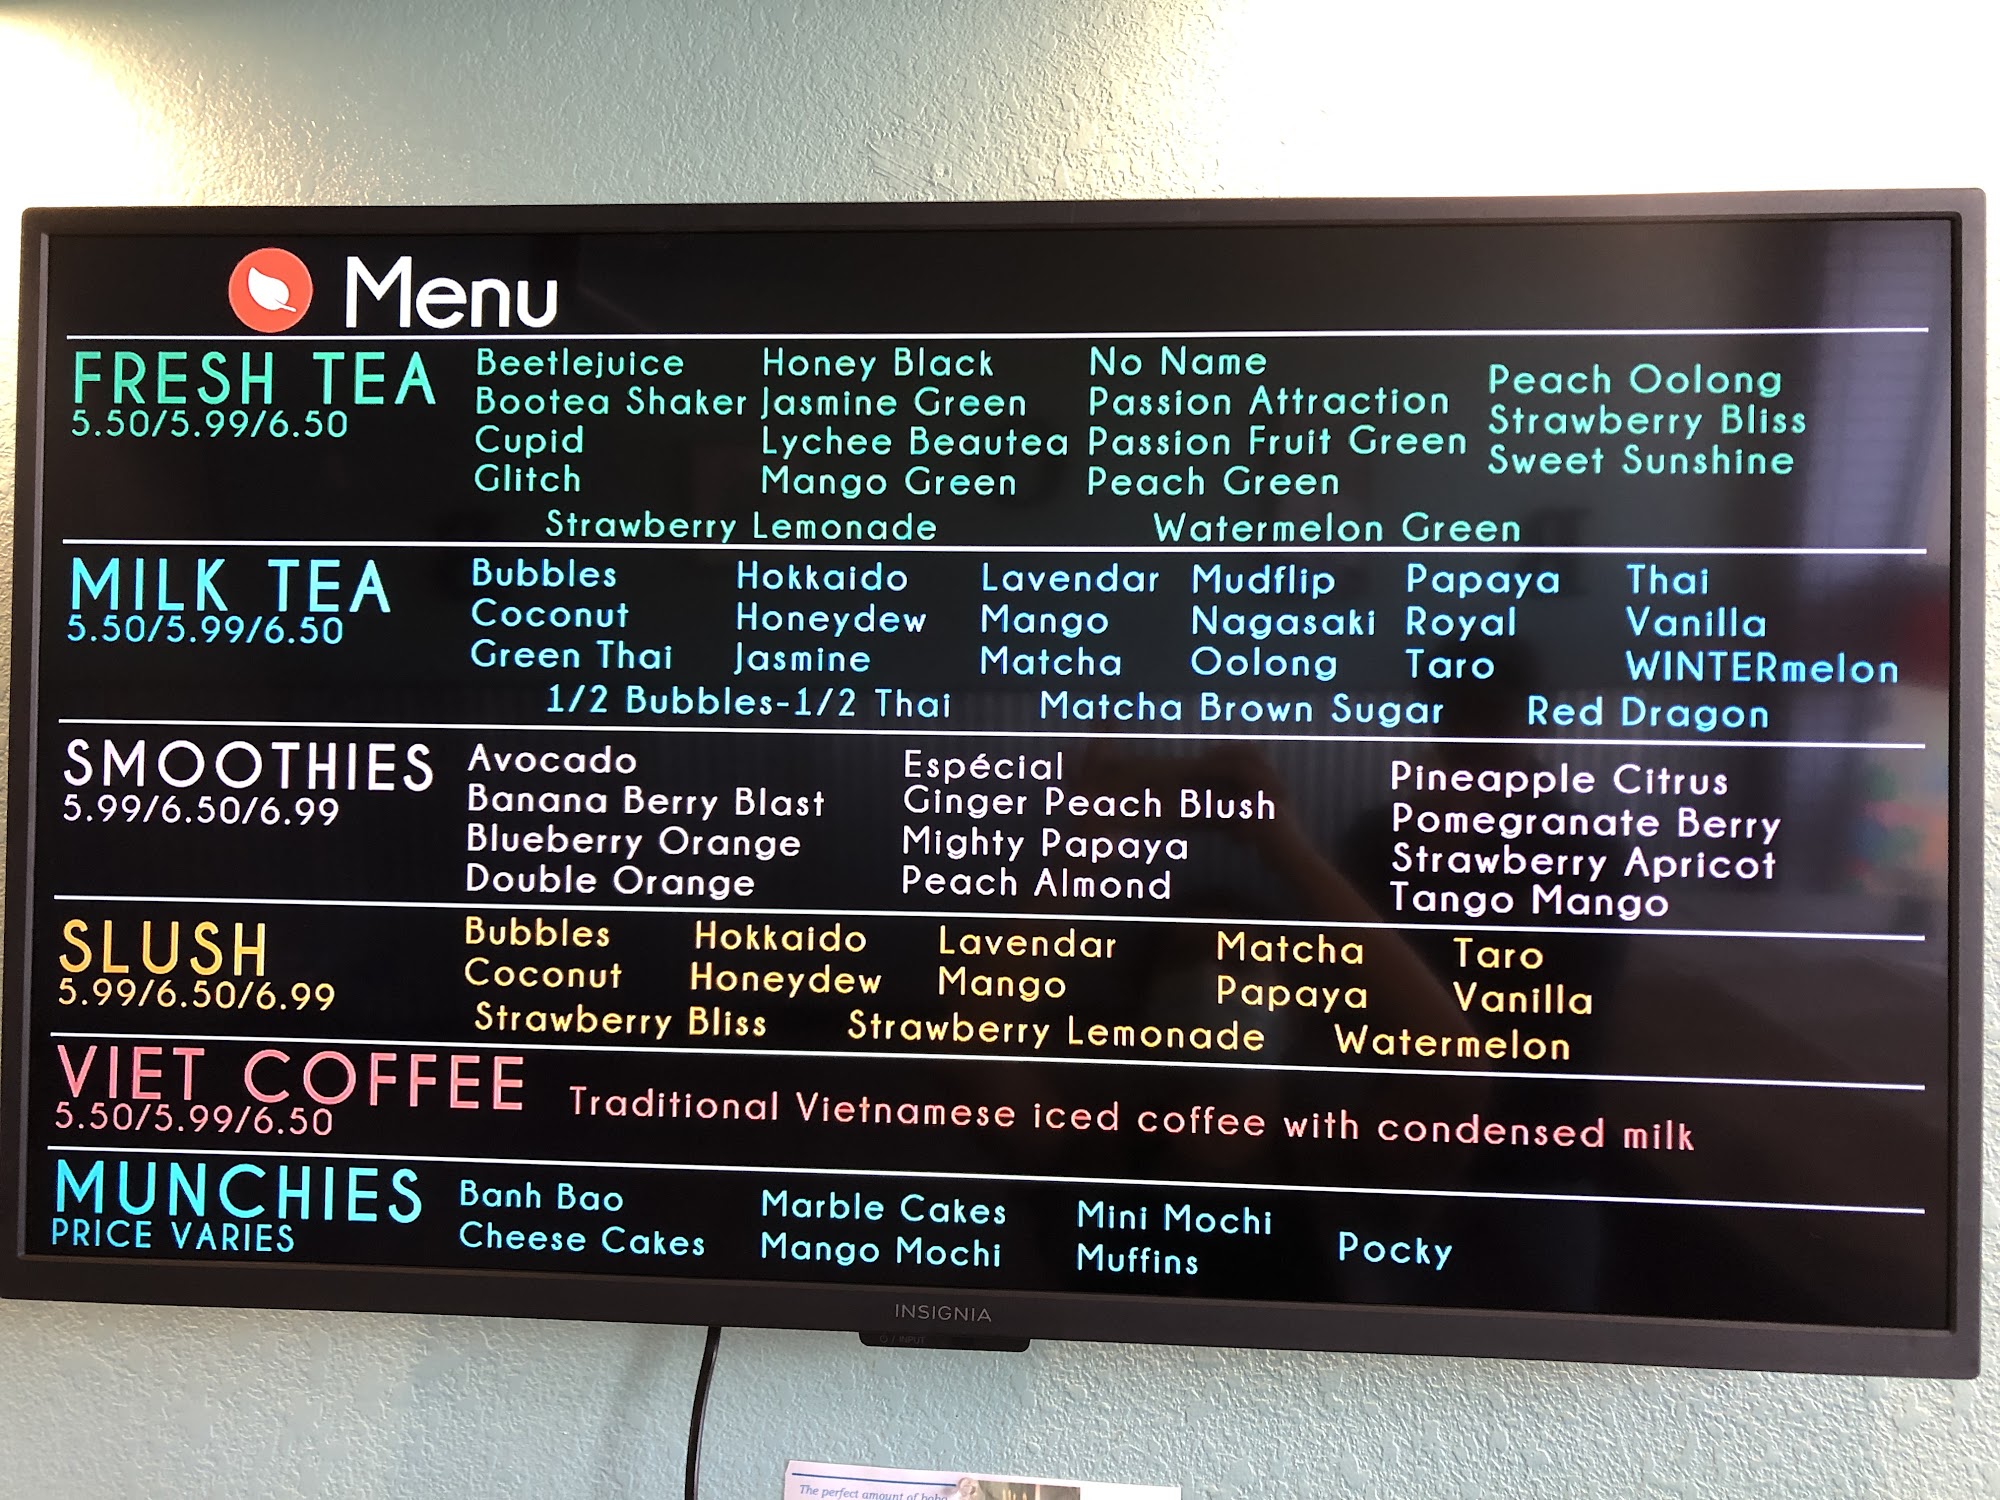 Menu
FRESH TEA
5.50/5.99/6.50
Beetlejuice Honey Black No Name Peach Oolong
Bootea Shaker Jasmine Green Passion Attraction Strawberry Bliss
Cupid Lychee Beautea Passion Fruit Green Sweet Sunshine
Glitch Mango Green Peach Green
Strawberry Lemonade Watermelon Green
MILK TEA
5.50/5.99/6.50
Bubbles Hokkaido Lavendar Mudflip Papaya Thai
Coconut Honeydew Mango Nagasaki Royal Vanilla
Green Thai Jasmine Matcha Oolong Taro WINTERmelon
1/2 Bubbles-1/2 Thai Matcha Brown Sugar Red Dragon
SMOOTHIES
5.99/6.50/6.99
Avocado Espécial Pineapple Citrus
Banana Berry Blast Ginger Peach Blush Pomegranate Berry
Blueberry Orange Mighty Papaya Strawberry Apricot
Double Orange Peach Almond Tango Mango
SLUSH
5.99/6.50/6.99
Bubbles Hokkaido Lavendar Matcha Taro
Coconut Honeydew Mango Papaya Vanilla
Strawberry Bliss Strawberry Lemonade Watermelon
VIET COFFEE
5.50/5.99/6.50
Traditional Vietnamese iced coffee with condensed milk
MUNCHIES
PRICE VARIES
Banh Bao Marble Cakes Mini Mochi Pocky
Cheese Cakes Mango Mochi Muffins
INSIGNIA
/ INPUT
The perfect amount of boba